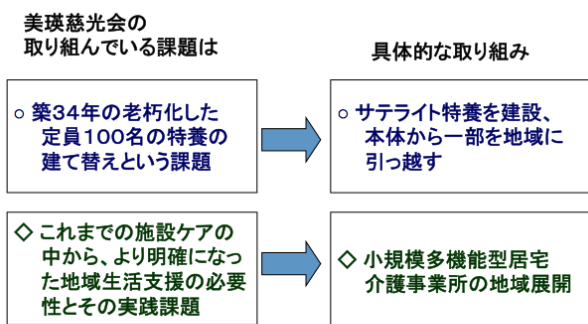 美瑛慈光会の
取り組んでいる課題は
具体的な取り組み
○ 築34年の老朽化した
定員100名の特養の
建て替えという課題
○ サテライト特養を建設、
本体から一部を地域に
引っ越す
◇ これまでの施設ケアの
中から、より明確になっ
た地域生活支援の必要
性とその実践課題
◇ 小規模多機能型居宅
介護事業所の地域展開